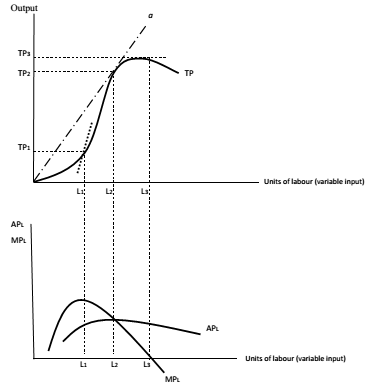 Output
a
TP₃
TP₂
TP
TP₁
L₁ L₂ L₃
Units of labour (variable input)
APL
MPL
APL
L₁ L₂ L₃
Units of labour (variable input)
MPL